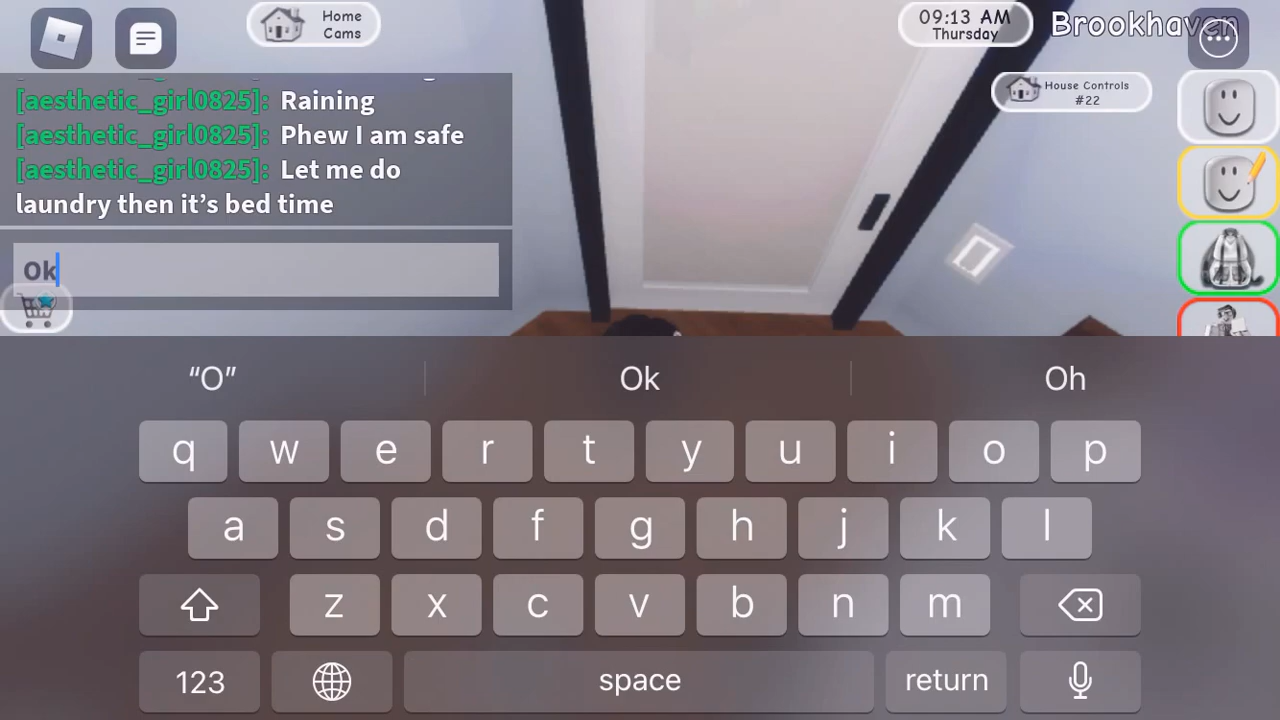 Home
Cams
09:13 AM
Thursday
Brookhaven
House Controls
#22
[aesthetic_girl0825]: Raining
[aesthetic_girl0825]: Phew I am safe
[aesthetic_girl0825]: Let me do
laundry then it’s bed time
Ok
“O” Ok Oh
q w e r t y u i o p
a s d f g h j k l
z x c v b n m
123 space return